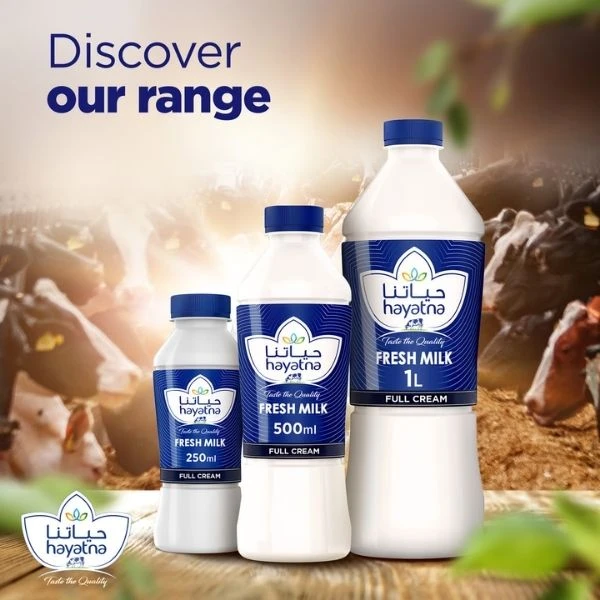 Discover
our range
حياتنا
hayatna
Taste the Quality
FRESH MILK
250ml
FULL CREAM
حياتنا
hayatna
Taste the Quality
FRESH MILK
500ml
FULL CREAM
حياتنا
hayatna
Taste the Quality
FRESH MILK
1L
FULL CREAM
حياتنا
hayatna
Taste the Quality